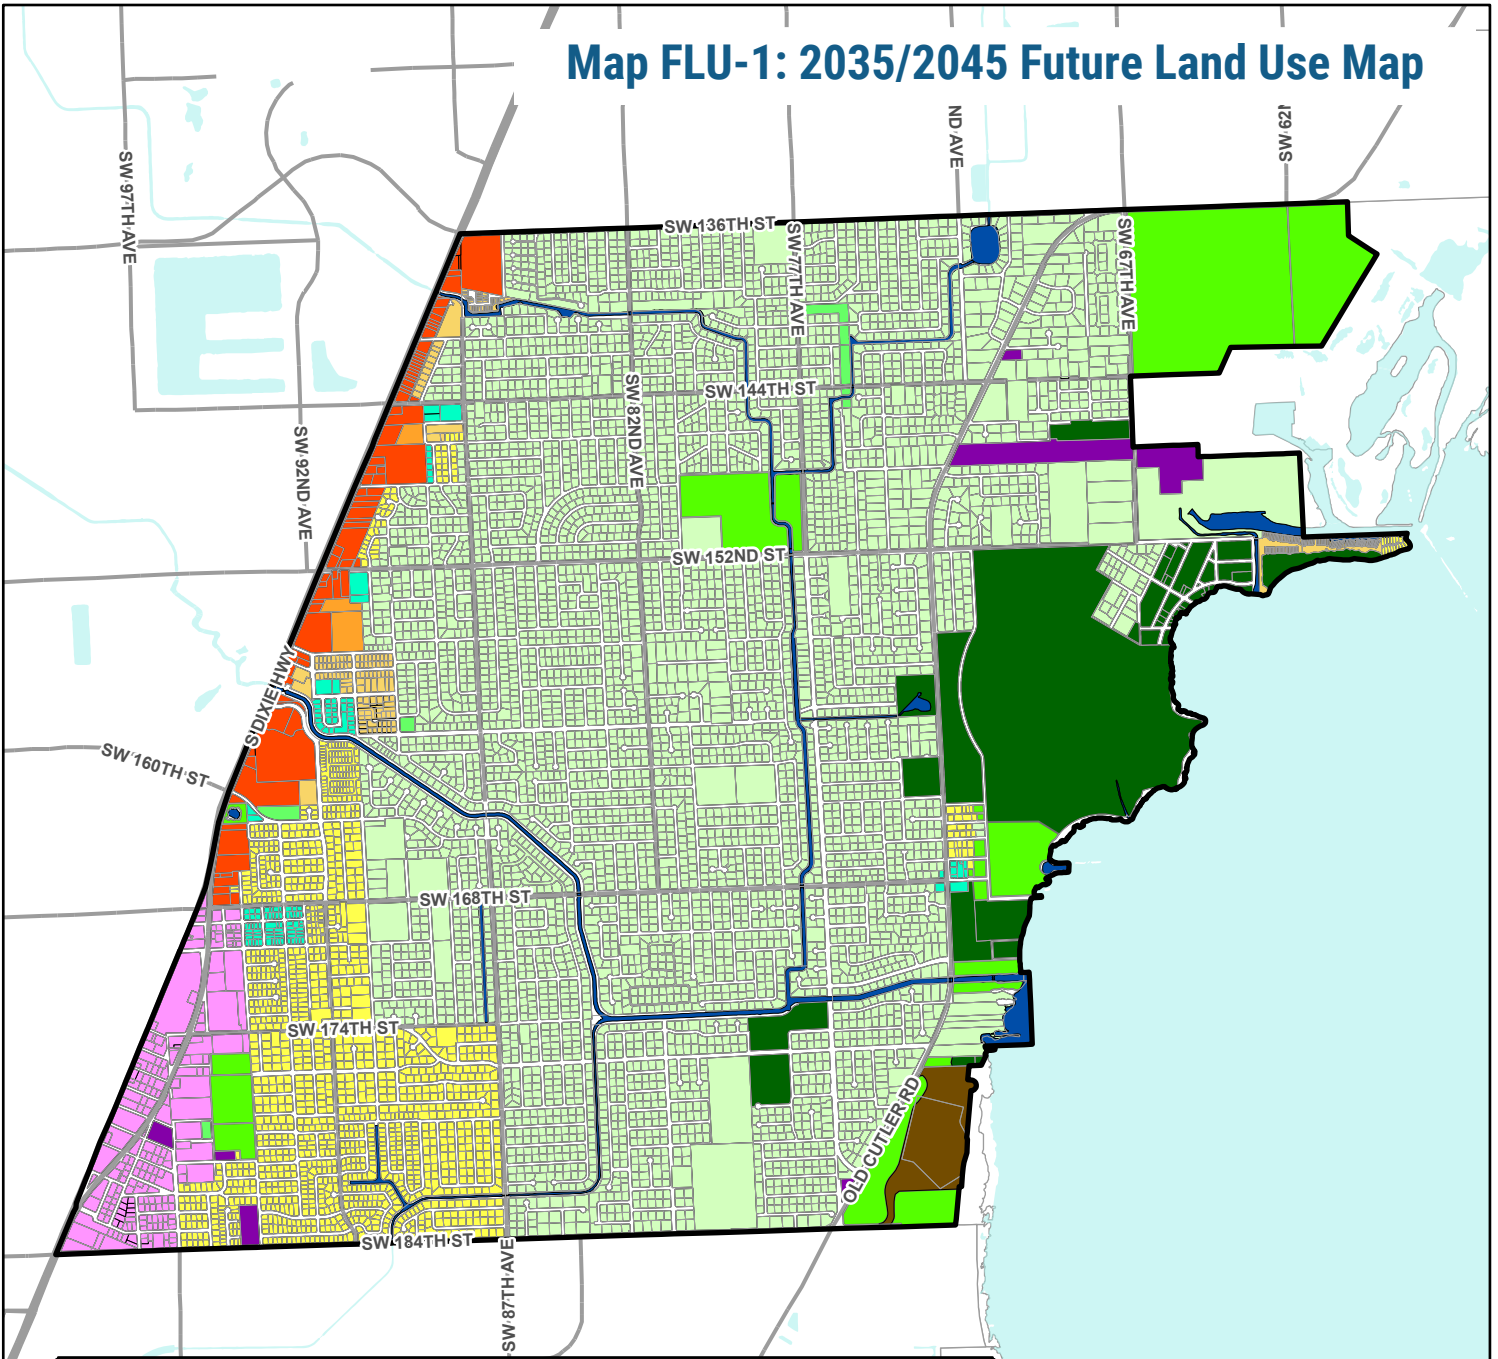 Map FLU-1: 2035/2045 Future Land Use Map
ND AVE
SW 62N
SW 97TH AVE
SW 136TH ST
SW 77TH AVE
SW 67TH AVE
SW 144TH ST
SW 82ND AVE
SW 92ND AVE
SW 152ND ST
S DIXIE HWY
SW 160TH ST
SW 168TH ST
SW 174TH ST
OLD CUTLER RD
SW 184TH ST
SW 87TH AVE